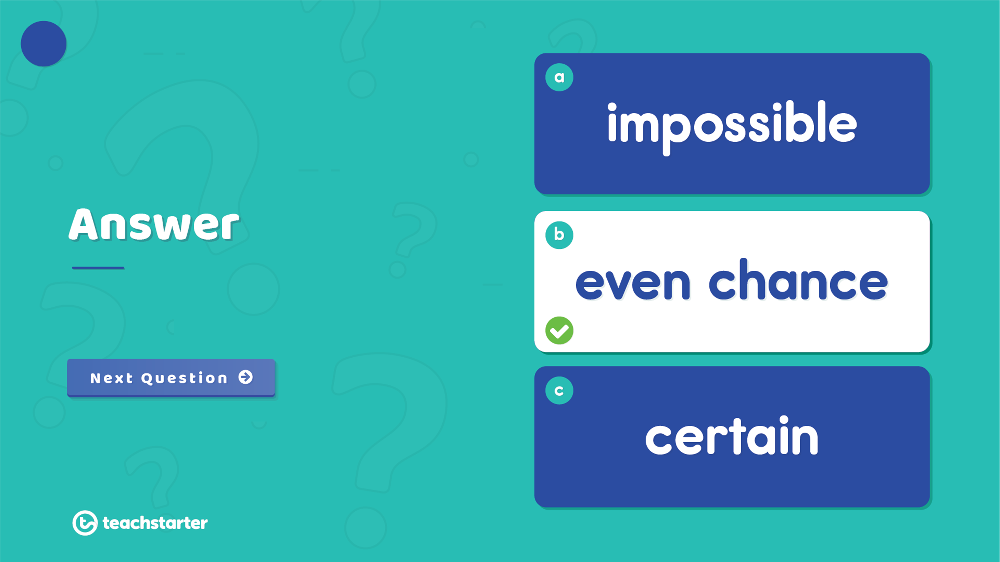 Answer
Next Question
teachstarter
a
impossible
b
even chance
c
certain